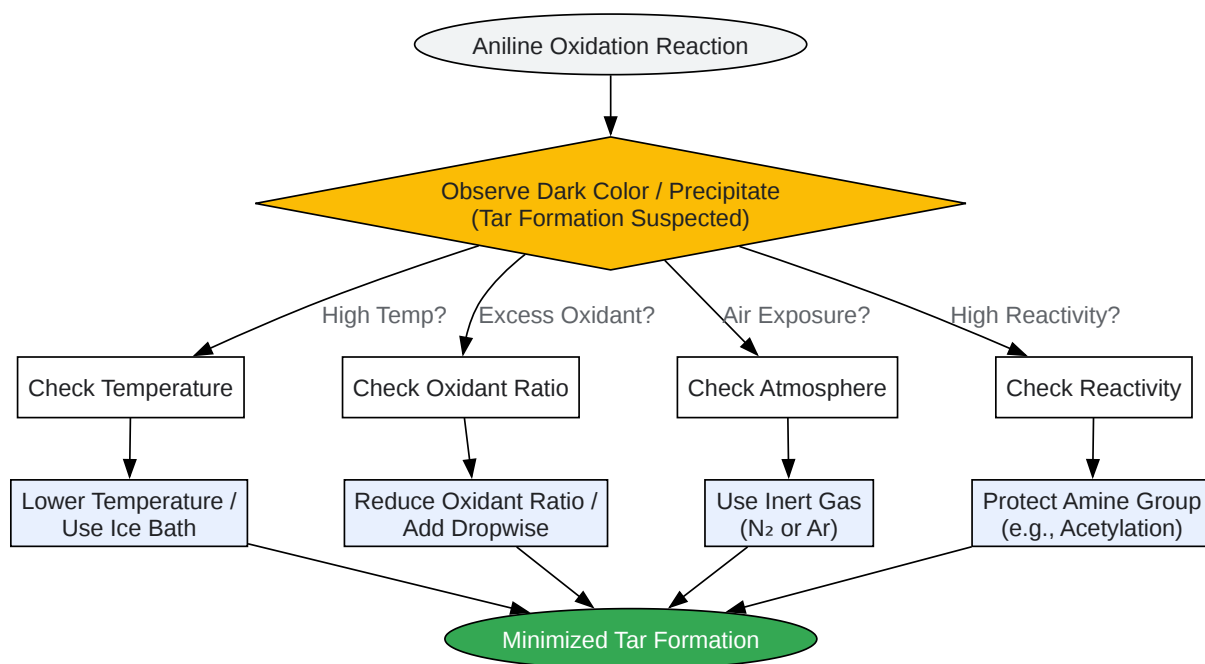 Aniline Oxidation Reaction
Observe Dark Color / Precipitate
(Tar Formation Suspected)
High Temp?
Excess Oxidant?
Air Exposure?
High Reactivity?
Check Temperature
Check Oxidant Ratio
Check Atmosphere
Check Reactivity
Lower Temperature /
Use Ice Bath
Reduce Oxidant Ratio /
Add Dropwise
Use Inert Gas
(N₂ or Ar)
Protect Amine Group
(e.g., Acetylation)
Minimized Tar Formation